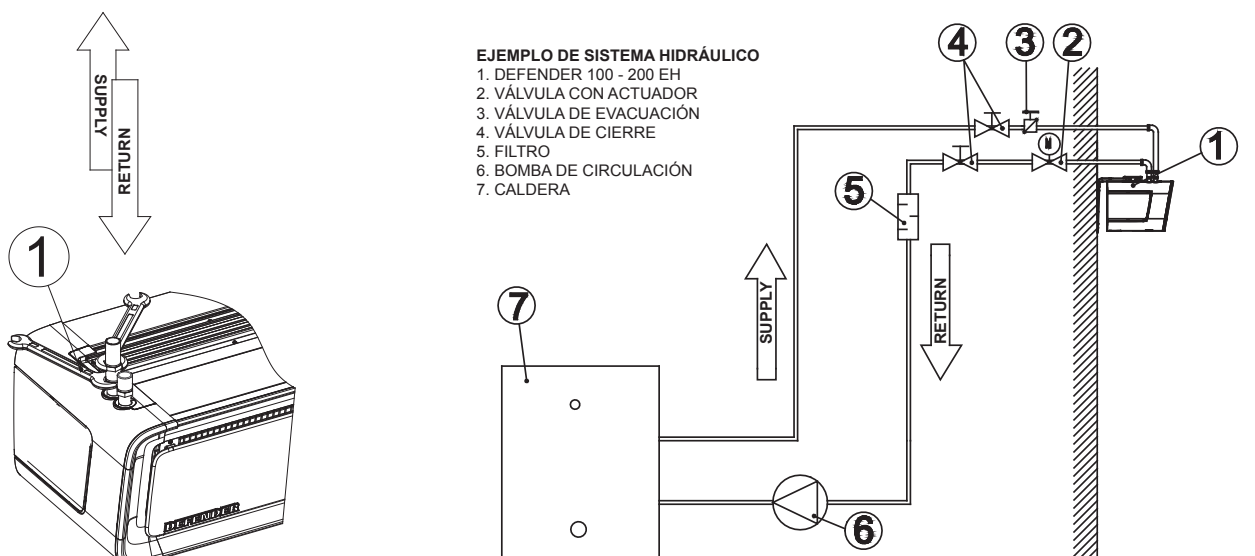 SUPPLY
RETURN
1
DEFENDER
EJEMPLO DE SISTEMA HIDRÁULICO
1. DEFENDER 100 - 200 EH
2. VÁLVULA CON ACTUADOR
3. VÁLVULA DE EVACUACIÓN
4. VÁLVULA DE CIERRE
5. FILTRO
6. BOMBA DE CIRCULACIÓN
7. CALDERA
4
3
2
M
1
5
SUPPLY
RETURN
7
6